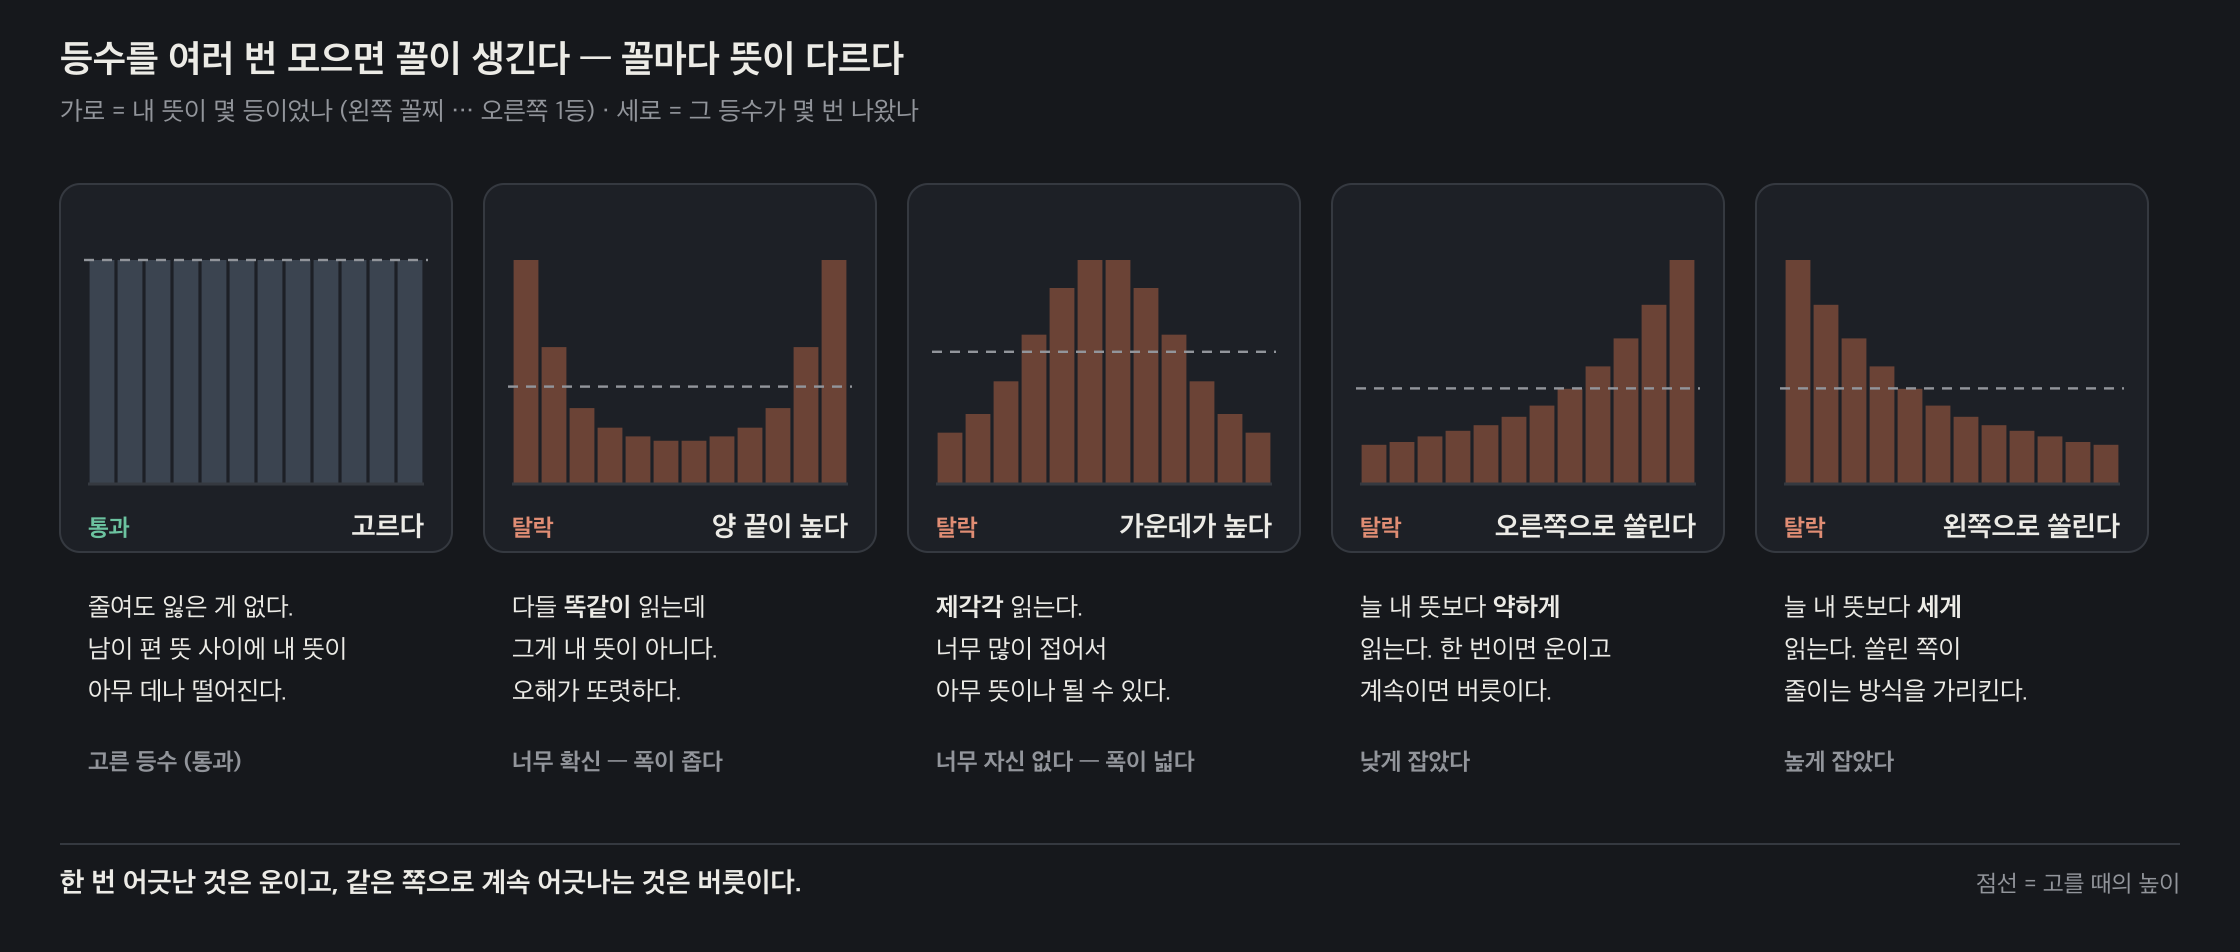 등수를 여러 번 모으면 꼴이 생긴다 — 꼴마다 뜻이 다르다
가로 = 내 뜻이 몇 등이었나 (왼쪽 꼴찌 ⋯ 오른쪽 1등) · 세로 = 그 등수가 몇 번 나왔나
통과 고르다
줄여도 잃은 게 없다.
남이 편 뜻 사이에 내 뜻이
아무 데나 떨어진다.
고른 등수 (통과)
탈락 양 끝이 높다
다들 똑같이 읽는데
그게 내 뜻이 아니다.
오해가 또렷하다.
너무 확신 — 폭이 좁다
탈락 가운데가 높다
제각각 읽는다.
너무 많이 접어서
아무 뜻이나 될 수 있다.
너무 자신 없다 — 폭이 넓다
탈락 오른쪽으로 쏠린다
늘 내 뜻보다 약하게
읽는다. 한 번이면 운이고
계속이면 버릇이다.
낮게 잡았다
탈락 왼쪽으로 쏠린다
늘 내 뜻보다 세게
읽는다. 쏠린 쪽이
줄이는 방식을 가리킨다.
높게 잡았다
한 번 어긋난 것은 운이고, 같은 쪽으로 계속 어긋나는 것은 버릇이다.
점선 = 고를 때의 높이